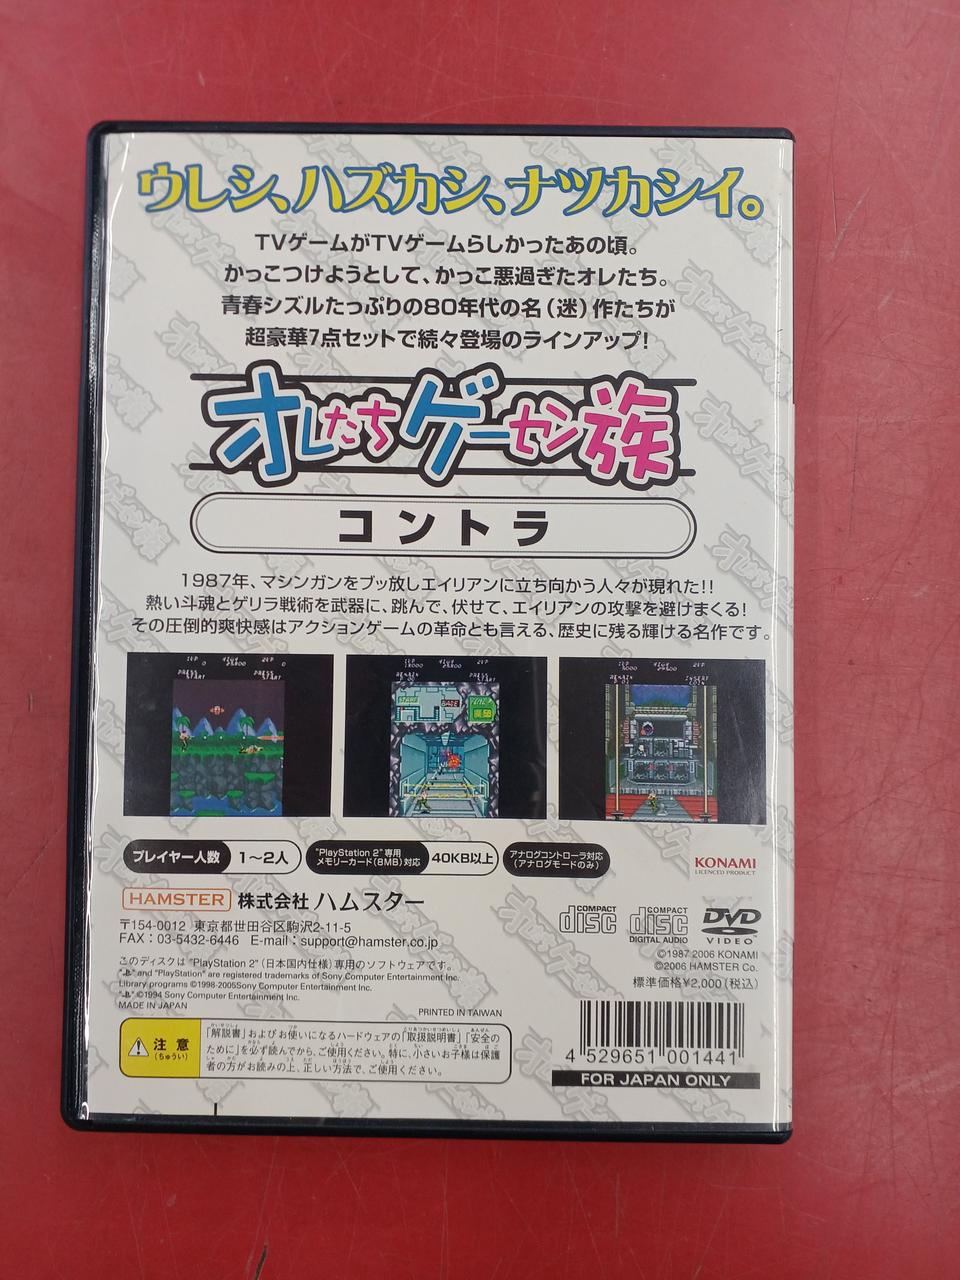 ウレシ、ハズカシ、ナツカシイ。
TVゲームがTVゲームらしかったあの頃。
かっこつけようとして、かっこ悪過ぎたオレたち。
青春シズルたっぷりの80年代の名(迷)作たちが
超豪華7点セットで続々登場のラインアップ!
オレたちゲーセン族
コントラ
1987年、マシンガンをブッ放しエイリアンに立ち向かう人々が現れた!!
熱い斗魂とゲリラ戦術を武器に、跳んで、伏せて、エイリアンの攻撃を避けまくる!
その圧倒的爽快感はアクションゲームの革命とも言える、歴史に残る輝ける名作です。
プレイヤー人数 1~2人
"PlayStation 2"専用
メモリーカード(8MB)対応 40KB以上
アナログコントローラ対応
(アナログモードのみ)
KONAMI
LICENCED PRODUCT
HAMSTER 株式会社 ハムスター
〒154-0012 東京都世田谷区駒沢2-11-5
FAX:03-5432-6446 E-mail:support@hamster.co.jp
COMPACT disc
COMPACT disc DIGITAL AUDIO
DVD VIDEO
このディスクは "PlayStation 2" (日本国内仕様)専用のソフトウェアです。
" " and "PlayStation" are registered trademarks of Sony Computer Entertainment Inc.
Library programs ©1998-2005Sony Computer Entertainment Inc.
" " ©1994 Sony Computer Entertainment Inc.
MADE IN JAPAN
PRINTED IN TAIWAN
©1987 2006 KONAMI
©2006 HAMSTER Co.
標準価格¥2,000(税込)
注意
(ちゅうい)
「解説書」およびお使いになるハードウェアの「取扱説明書」「安全の
ために」を必ず読んでから、ご使用ください。特に、小さいお子様は保護
者の方がお読みの上、正しい方法で、ご使用ください。
4 529651 001441
FOR JAPAN ONLY